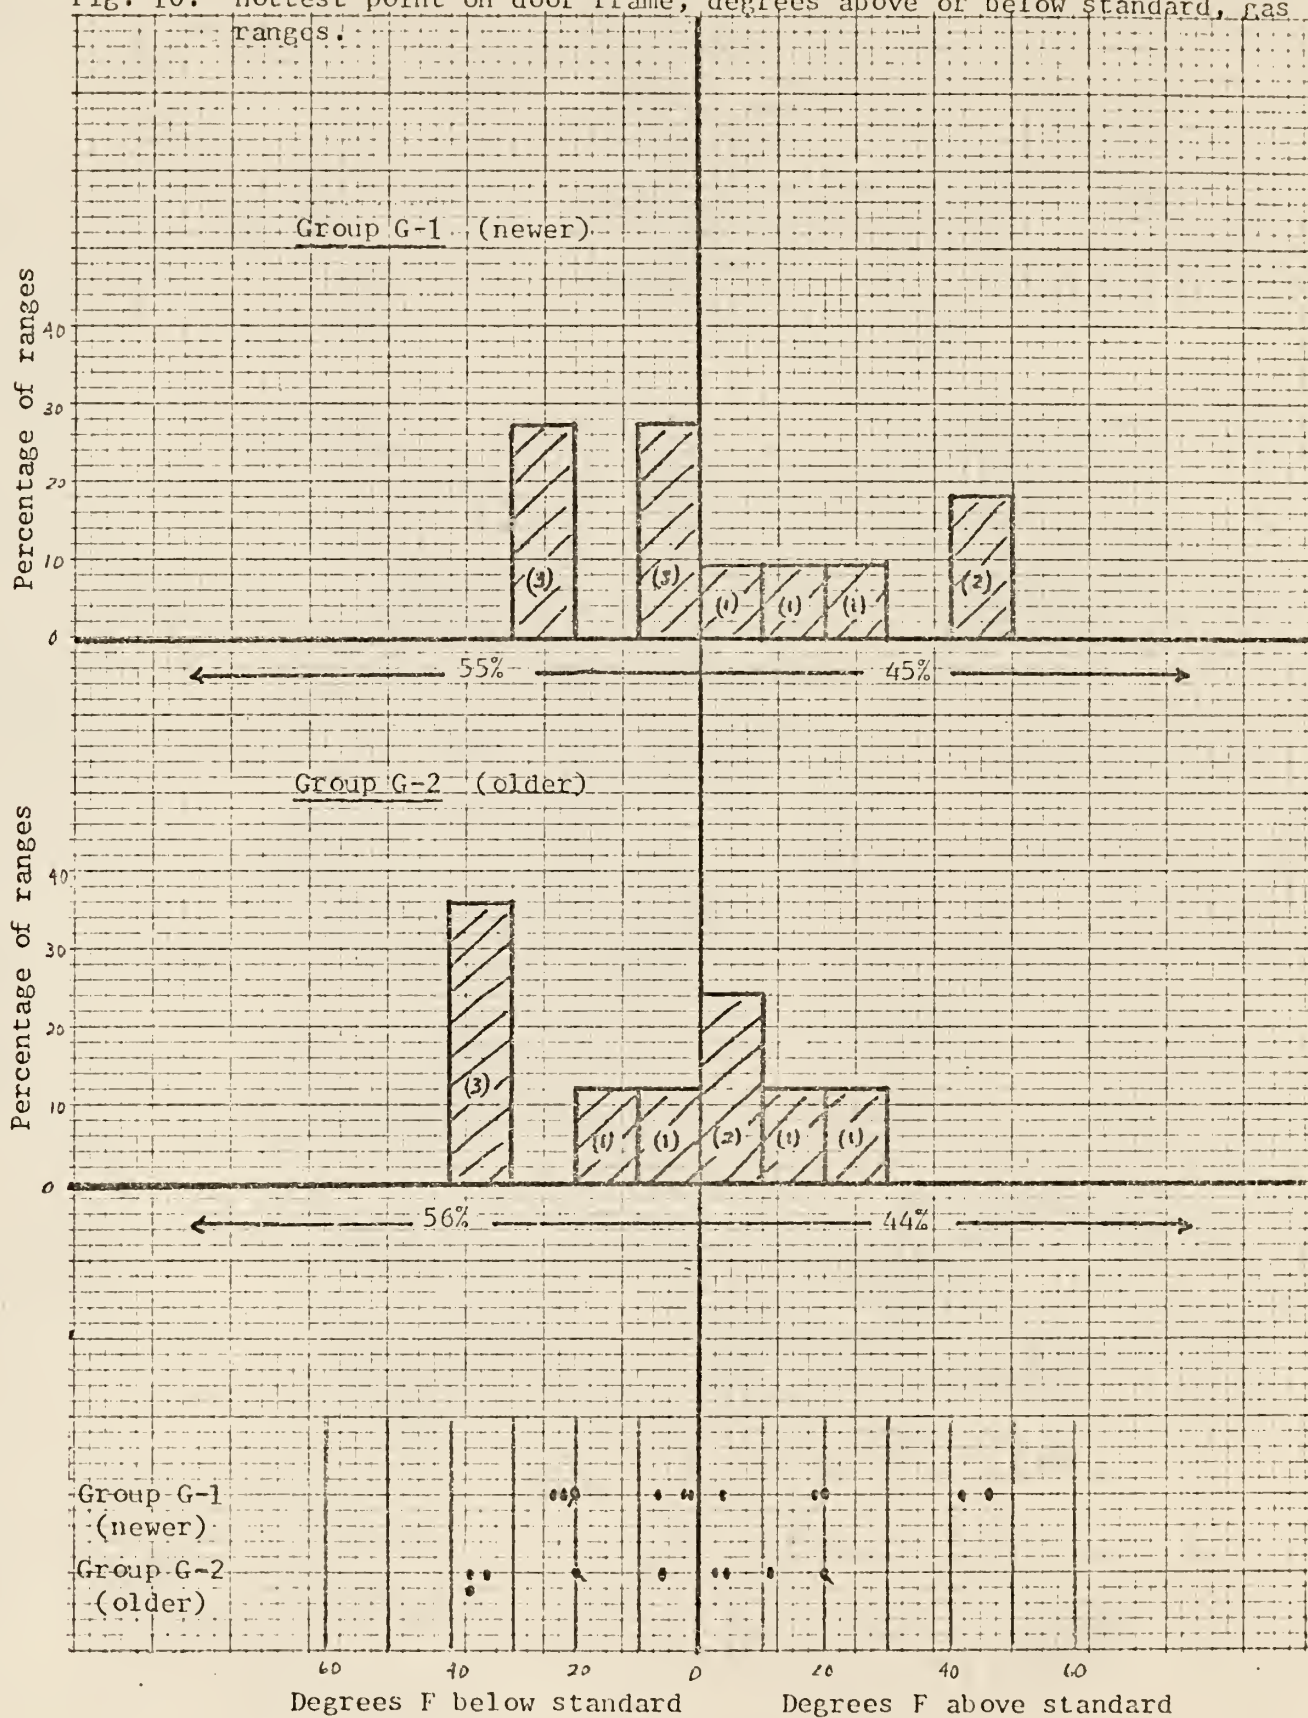 Fig. 10. Hottest point on door frame, degrees above or below standard, gas
ranges.
Group G-1 (newer)
Percentage of ranges
40
30
20
10
0
(3) (3) (1) (1) (1) (2)
55% 45%
Group G-2 (older)
Percentage of ranges
40
30
20
10
0
(3) (1) (1) (2) (1) (1)
56% 44%
Group G-1
(newer)
Group G-2
(older)
60 40 20 0 20 40 60
Degrees F below standard Degrees F above standard